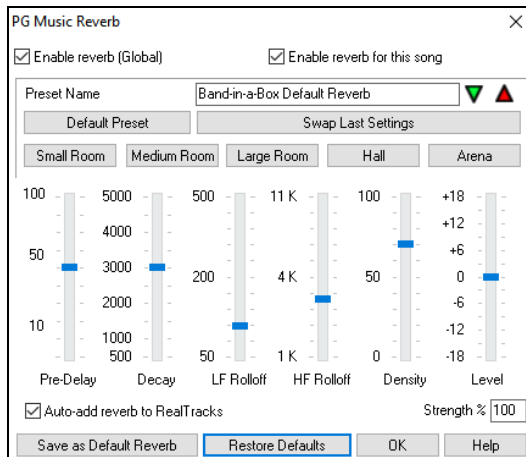 PG Music Reverb
Enable reverb (Global) Enable reverb for this song
Preset Name Band-in-a-Box Default Reverb
Default Preset Swap Last Settings
Small Room Medium Room Large Room Hall Arena
100 5000 500 11 K 100 +18
+12
4000
50 +6
3000 200 4 K 50 0
2000 -6
10 -12
1000
500 50 1 K 0 -18
Pre-Delay Decay LF Rolloff HF Rolloff Density Level
Auto-add reverb to RealTracks Strength % 100
Save as Default Reverb Restore Defaults OK Help